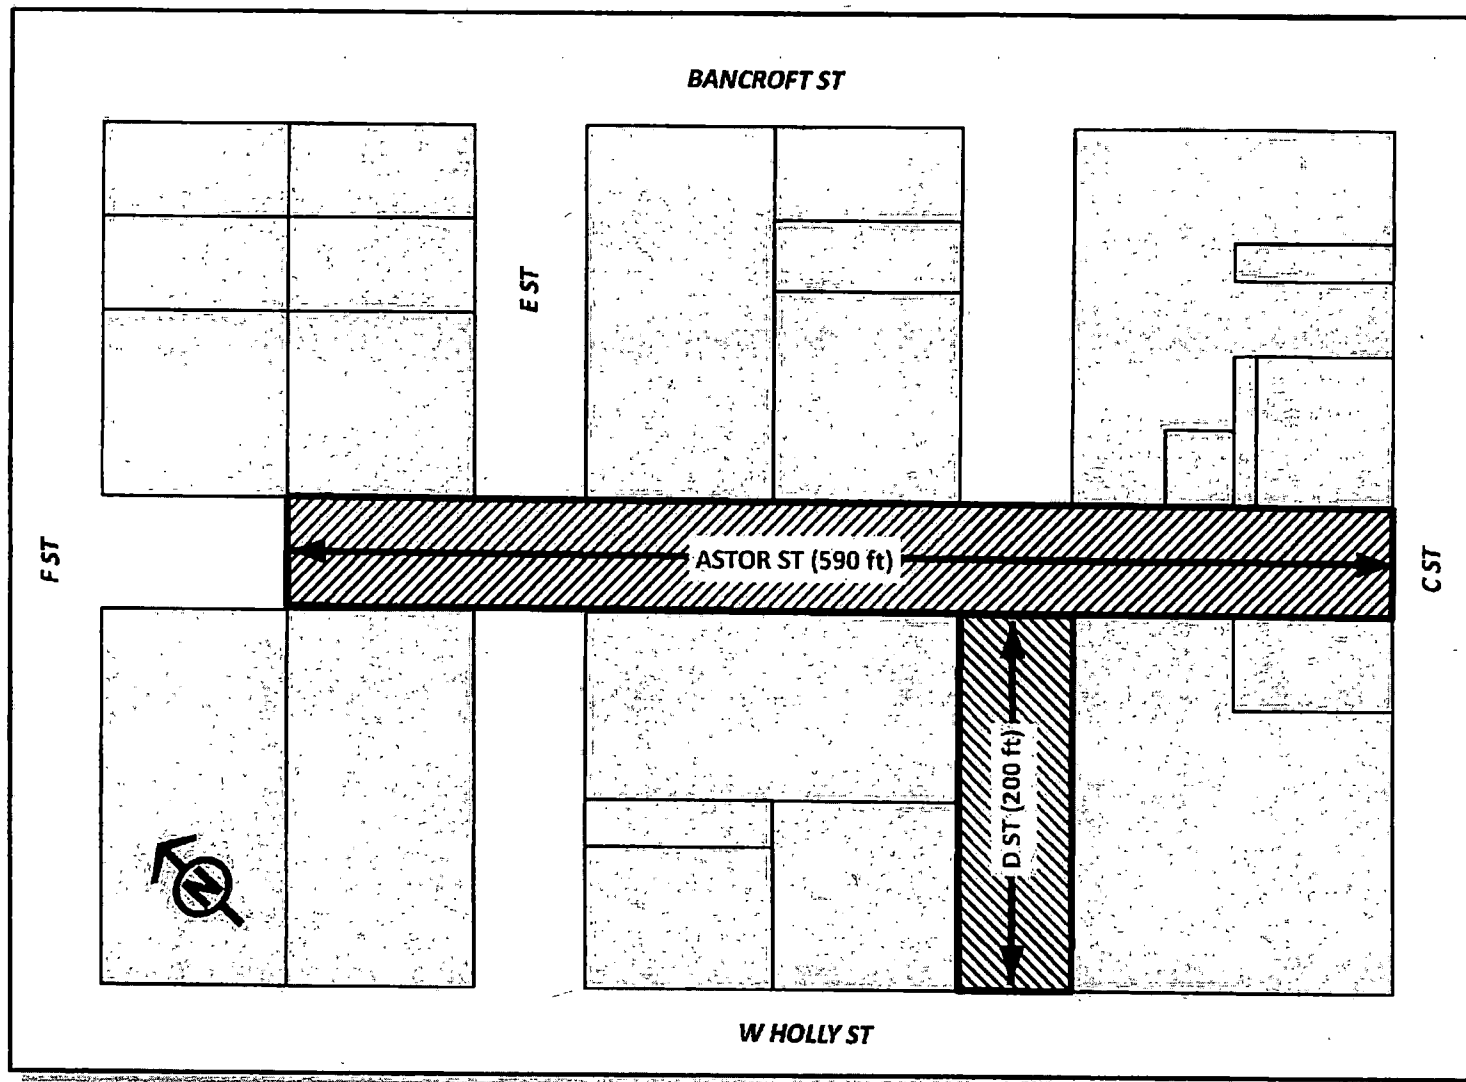 BANCROFT ST
E ST
F ST
ASTOR ST (590 ft)
C ST
D ST (200 ft)
N
W HOLLY ST